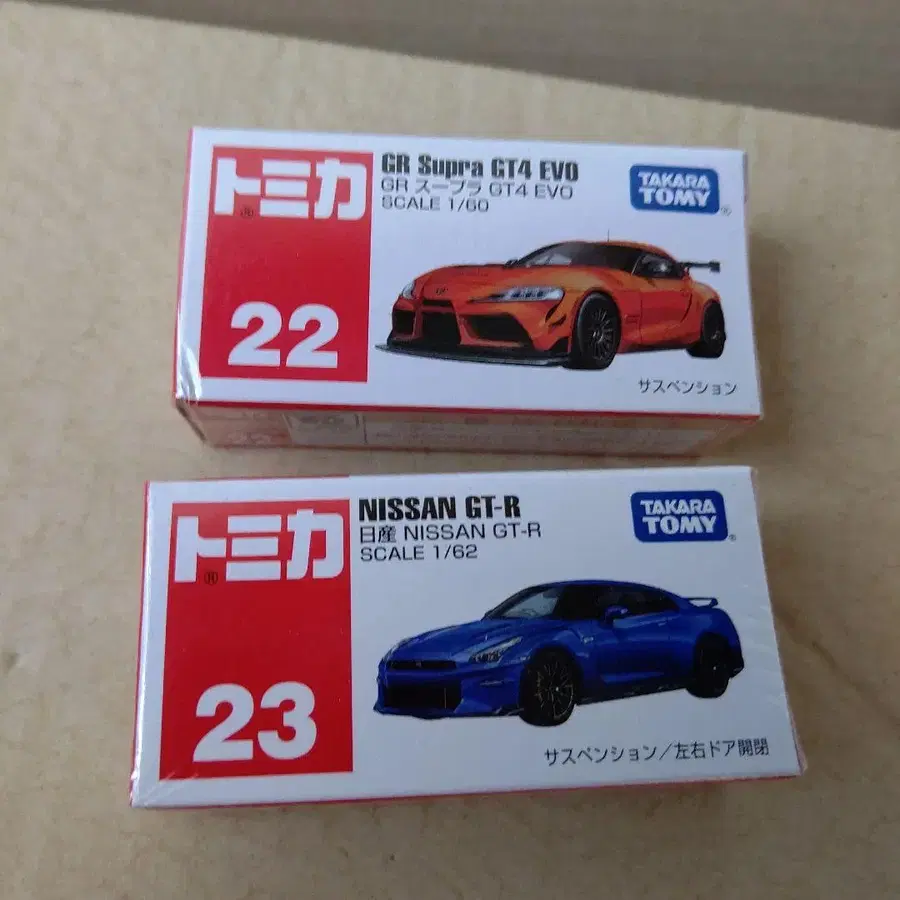 トミカ
®
22
GR Supra GT4 EVO
GR スープラ GT4 EVO
SCALE 1/60
TAKARA
TOMY
®
サスペンション
22
トミカ
®
23
NISSAN GT-R
日産 NISSAN GT-R
SCALE 1/62
TAKARA
TOMY
®
サスペンション／左右ドア開閉